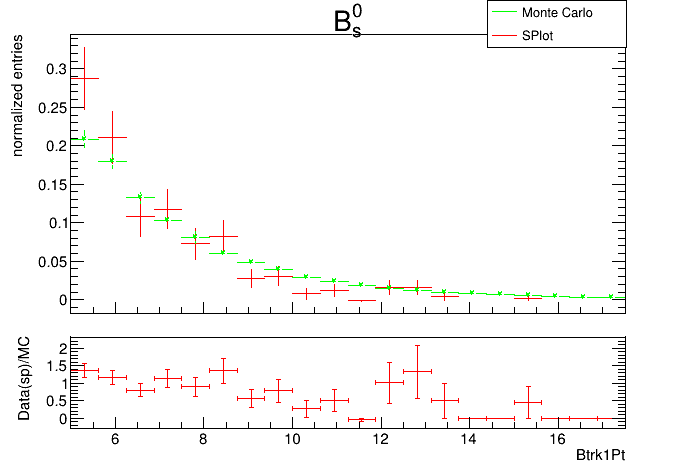 B⁰ₛ
Monte Carlo
SPlot
normalized entries
0.3
0.25
0.2
0.15
0.1
0.05
0
Data(sp)/MC
2
1.5
1
0.5
0
6 8 10 12 14 16
Btrk1Pt